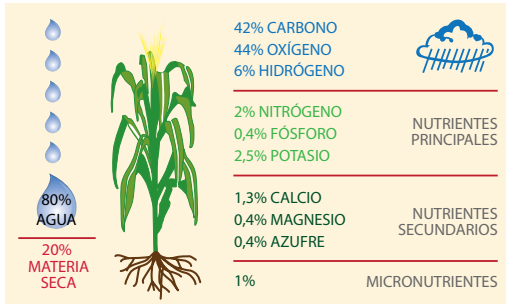 80%
AGUA
20%
MATERIA
SECA
42% CARBONO
44% OXÍGENO
6% HIDRÓGENO
2% NITRÓGENO
0,4% FÓSFORO
2,5% POTASIO
NUTRIENTES
PRINCIPALES
1,3% CALCIO
0,4% MAGNESIO
0,4% AZUFRE
NUTRIENTES
SECUNDARIOS
1%
MICRONUTRIENTES